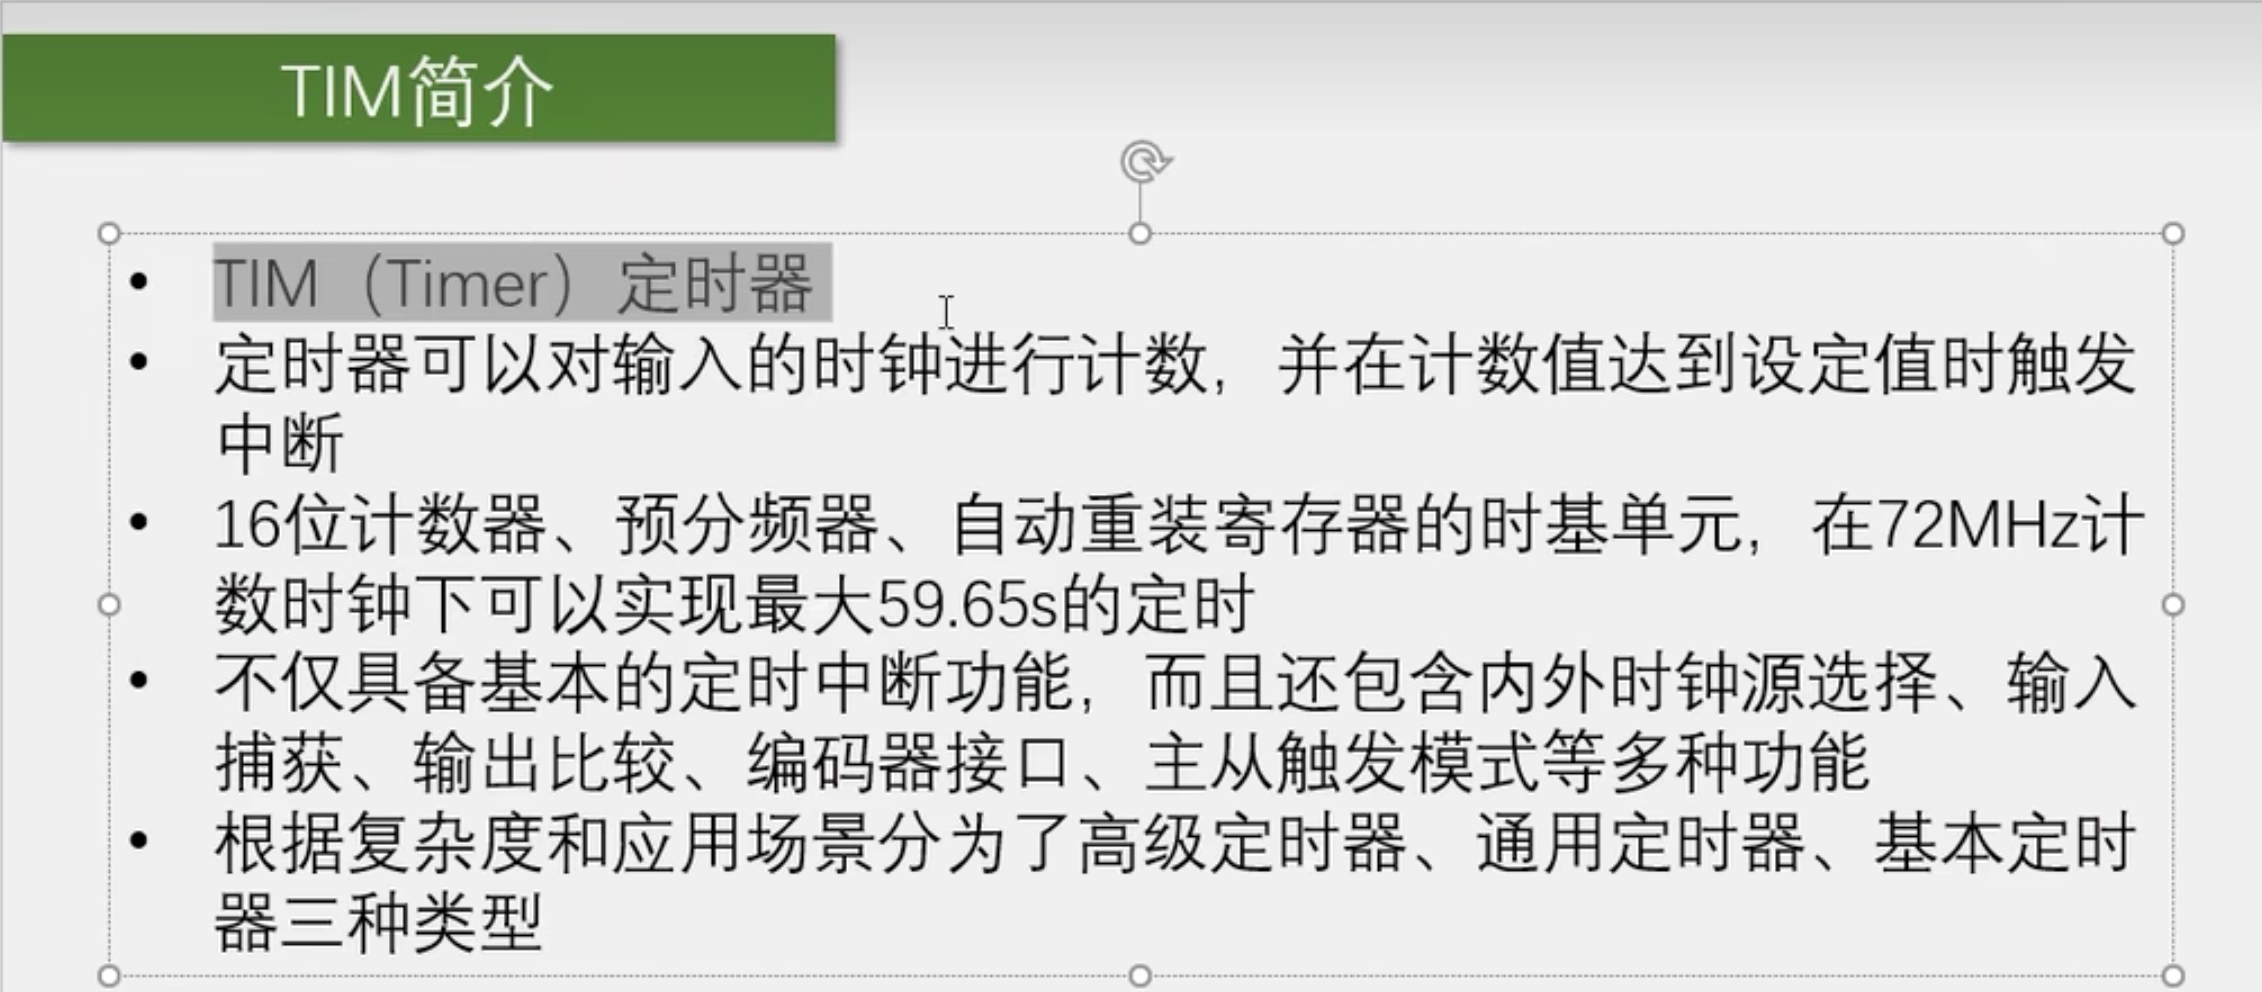 TIM简介
• TIM（Timer）定时器
• 定时器可以对输入的时钟进行计数，并在计数值达到设定值时触发
中断
• 16位计数器、预分频器、自动重装寄存器的时基单元，在72MHz计
数时钟下可以实现最大59.65s的定时
• 不仅具备基本的定时中断功能，而且还包含内外时钟源选择、输入
捕获、输出比较、编码器接口、主从触发模式等多种功能
• 根据复杂度和应用场景分为了高级定时器、通用定时器、基本定时
器三种类型